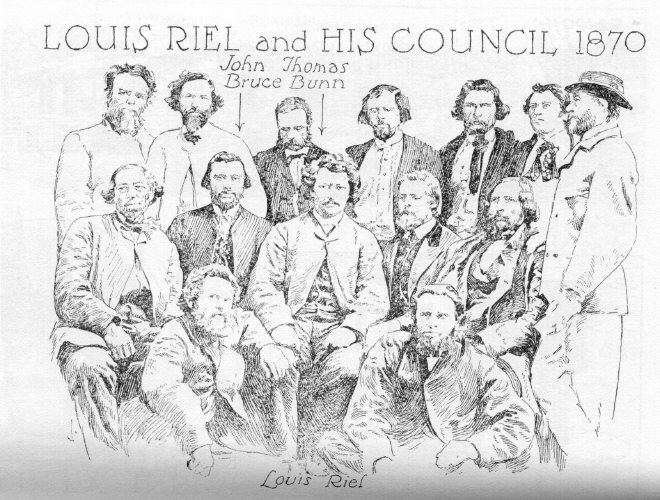 LOUIS RIEL and HIS COUNCIL 1870
John Thomas
Bruce Bunn
Louis Riel